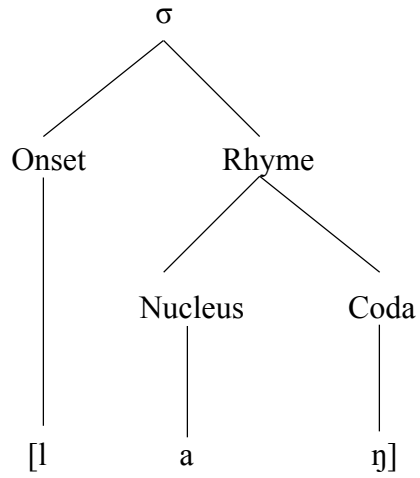 σ
Onset Rhyme
Nucleus Coda
[l a ŋ]